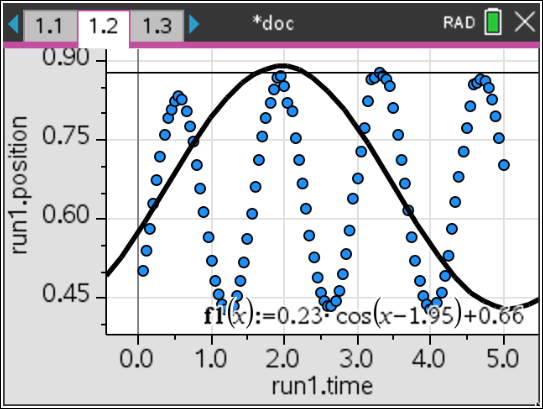 1.1 1.2 1.3 *doc RAD
0.90
0.75
0.60
0.45
run1.position
f1(x):=0.23·cos(x−1.95)+0.66
0.0 1.0 2.0 3.0 4.0 5.0
run1.time